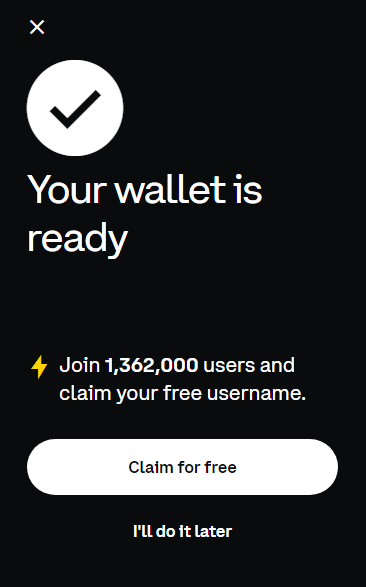 Your wallet is
ready
Join 1,362,000 users and
claim your free username.
Claim for free
I'll do it later